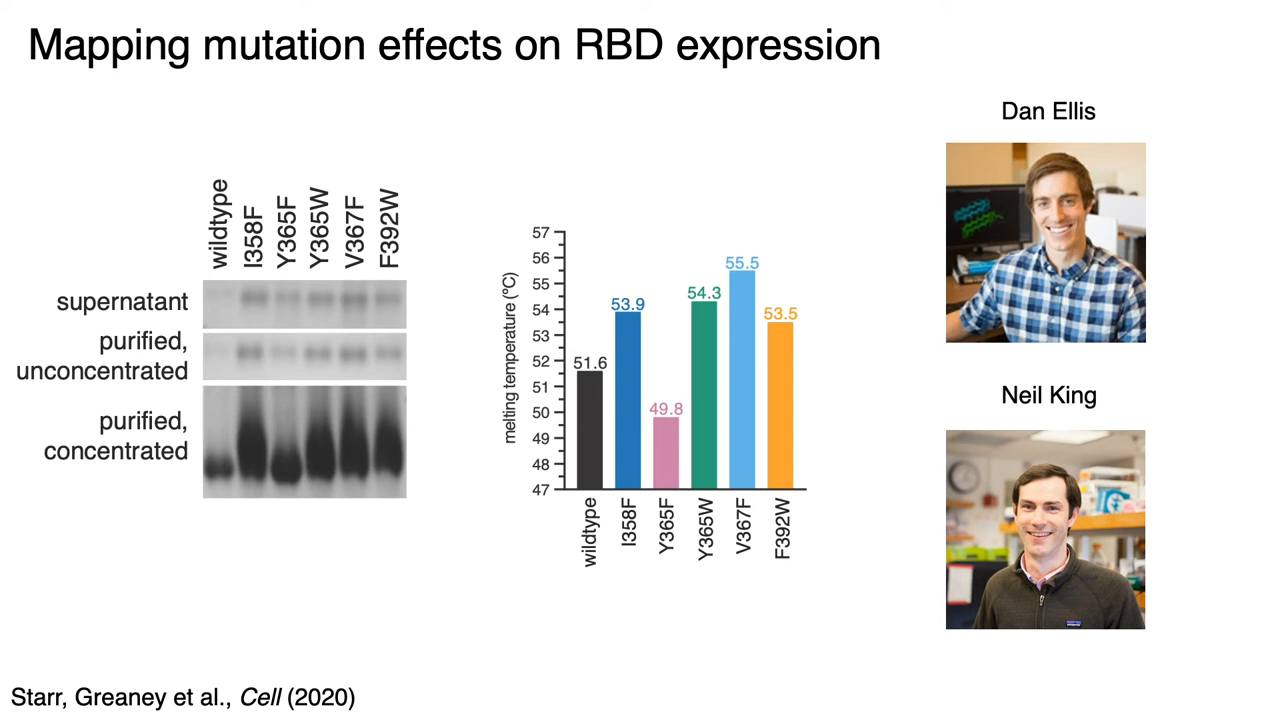 Mapping mutation effects on RBD expression
Dan Ellis
wildtype
I358F
Y365F
Y365W
V367F
F392W
supernatant
purified,
unconcentrated
purified,
concentrated
melting temperature (ºC)
57
56
55
54
53
52
51
50
49
48
47
51.6
53.9
49.8
54.3
55.5
53.5
wildtype
I358F
Y365F
Y365W
V367F
F392W
Neil King
Starr, Greaney et al., Cell (2020)